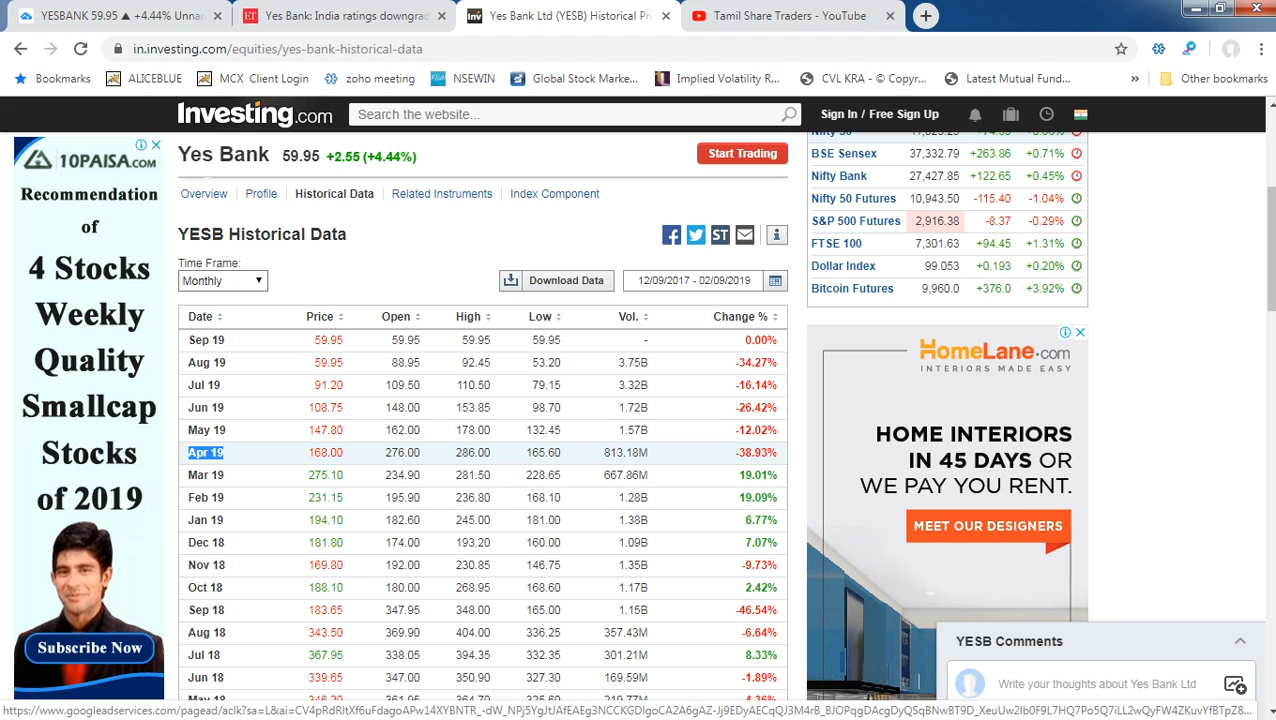 YESBANK 59.95 ▲ +4.44% Unna
Yes Bank: India ratings downgrad
Yes Bank Ltd (YESB) Historical Pri
Tamil Share Traders - YouTube
in.investing.com/equities/yes-bank-historical-data
Bookmarks
ALICEBLUE
MCX Client Login
zoho meeting
NSEWIN
Global Stock Marke...
Implied Volatility R...
CVL KRA - © Copyr...
Latest Mutual Fund...
»
Other bookmarks
Investing.com
Search the website...
Sign In / Free Sign Up
10PAISA.COM
Recommendation
of
4 Stocks
Weekly
Quality
Smallcap
Stocks
of 2019
Subscribe Now
Yes Bank 59.95 +2.55 (+4.44%)
Start Trading
Overview Profile Historical Data Related Instruments Index Component
YESB Historical Data
ST
Time Frame:
Monthly
Download Data
12/09/2017 - 02/09/2019
Date Price Open High Low Vol. Change %
Sep 19 59.95 59.95 59.95 59.95 - 0.00%
Aug 19 59.95 88.95 92.45 53.20 3.75B -34.27%
Jul 19 91.20 109.50 110.50 79.15 3.32B -16.14%
Jun 19 108.75 148.00 153.85 98.70 1.72B -26.42%
May 19 147.80 162.00 178.00 132.45 1.57B -12.02%
Apr 19 168.00 276.00 286.00 165.60 813.18M -38.93%
Mar 19 275.10 234.90 281.50 228.65 667.86M 19.01%
Feb 19 231.15 195.90 236.80 168.10 1.28B 19.09%
Jan 19 194.10 182.60 245.00 181.00 1.38B 6.77%
Dec 18 181.80 174.00 193.20 160.00 1.09B 7.07%
Nov 18 169.80 192.00 230.85 146.75 1.35B -9.73%
Oct 18 188.10 180.00 268.95 168.60 1.17B 2.42%
Sep 18 183.65 347.95 348.00 165.00 1.15B -46.54%
Aug 18 343.50 369.90 404.00 336.25 357.43M -6.64%
Jul 18 367.95 338.05 394.35 332.35 301.21M 8.33%
Jun 18 339.65 347.00 350.90 327.30 169.59M -1.89%
BSE Sensex 37,332.79 +263.86 +0.71%
Nifty Bank 27,427.85 +122.65 +0.45%
Nifty 50 Futures 10,943.50 -115.40 -1.04%
S&P 500 Futures 2,916.38 -8.37 -0.29%
FTSE 100 7,301.63 +94.45 +1.31%
Dollar Index 99.053 +0.193 +0.20%
Bitcoin Futures 9,960.0 +376.0 +3.92%
HomeLane.com
INTERIORS MADE EASY
HOME INTERIORS
IN 45 DAYS OR
WE PAY YOU RENT.
MEET OUR DESIGNERS
YESB Comments
Write your thoughts about Yes Bank Ltd